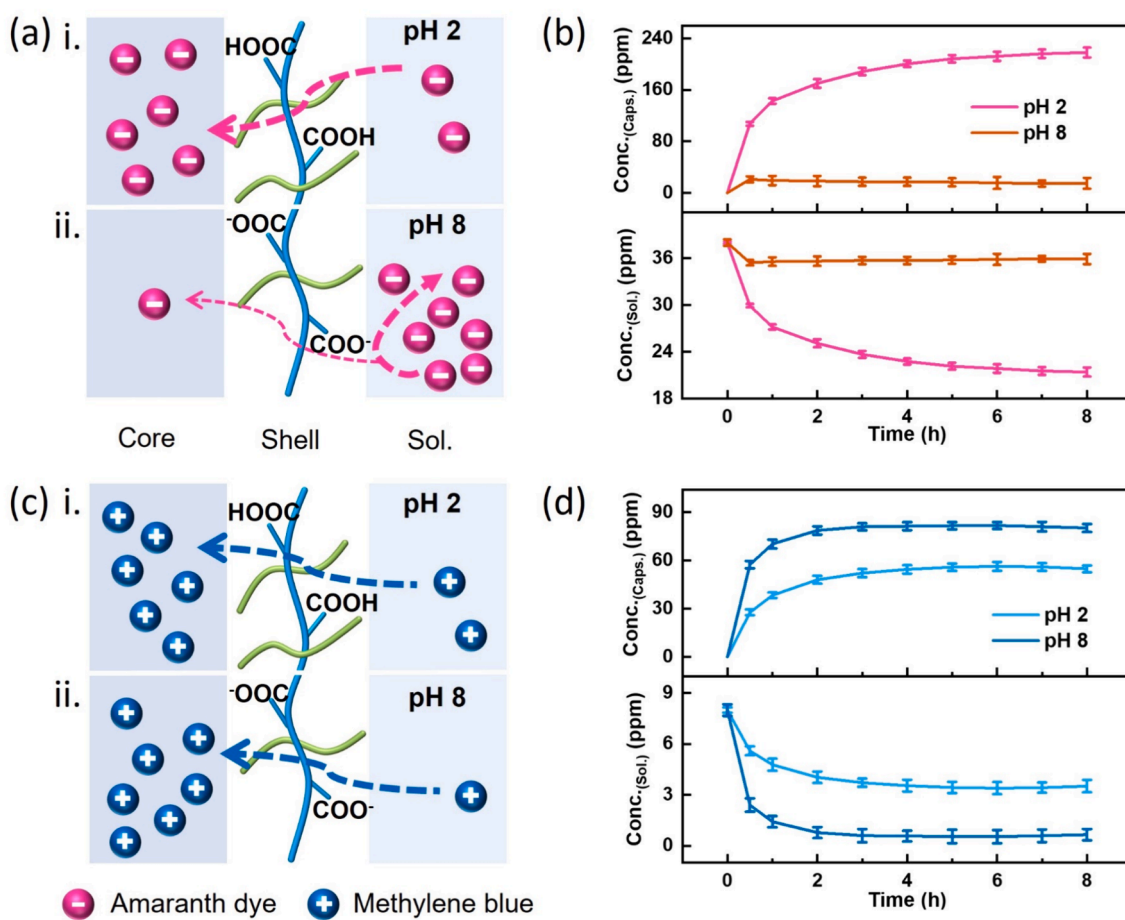 (a) i.
HOOC
pH 2
COOH
ii.
-OOC
pH 8
COO-
Core Shell Sol.
(b)
240
160
80
0
Conc.(Caps.) (ppm)
pH 2
pH 8
36
30
24
18
Conc.(Sol.) (ppm)
0 2 4 6 8
Time (h)
(c) i.
HOOC
pH 2
COOH
ii.
-OOC
pH 8
COO-
(d)
90
60
30
0
Conc.(Caps.) (ppm)
pH 2
pH 8
9
6
3
0
Conc.(Sol.) (ppm)
0 2 4 6 8
Time (h)
Amaranth dye Methylene blue